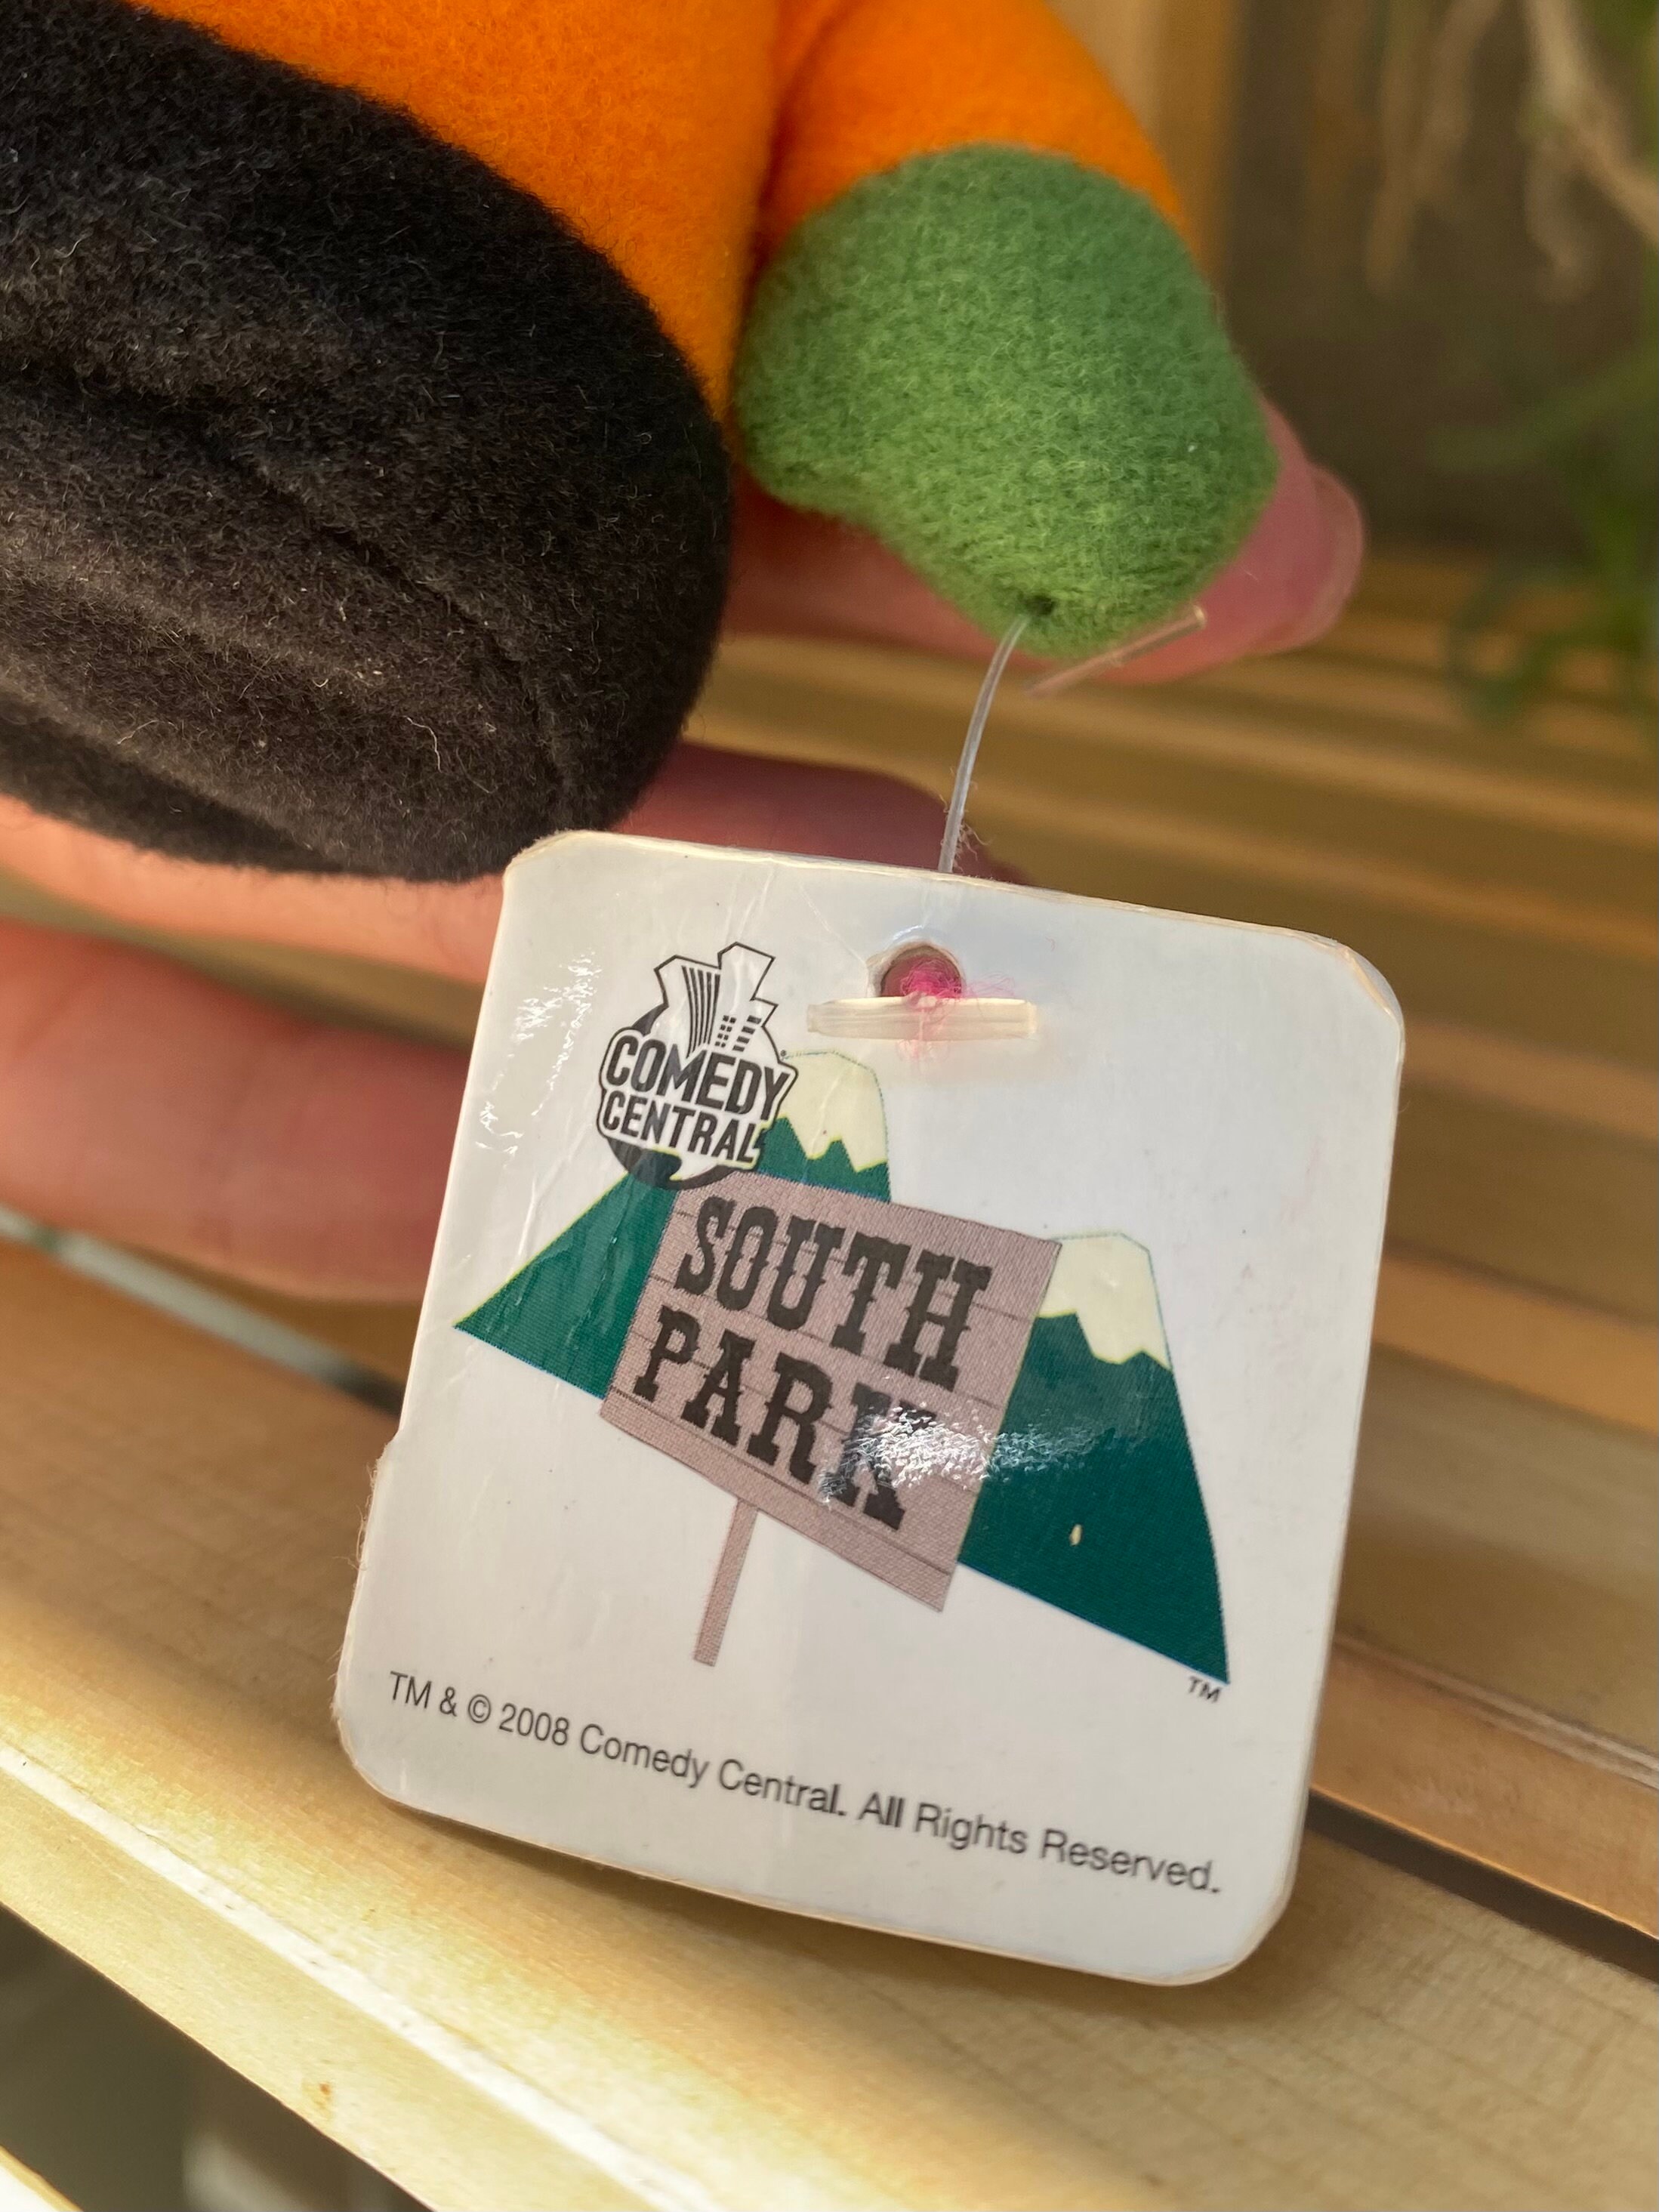 COMEDY
CENTRAL
SOUTH
PARK
TM
TM & © 2008 Comedy Central. All Rights Reserved.